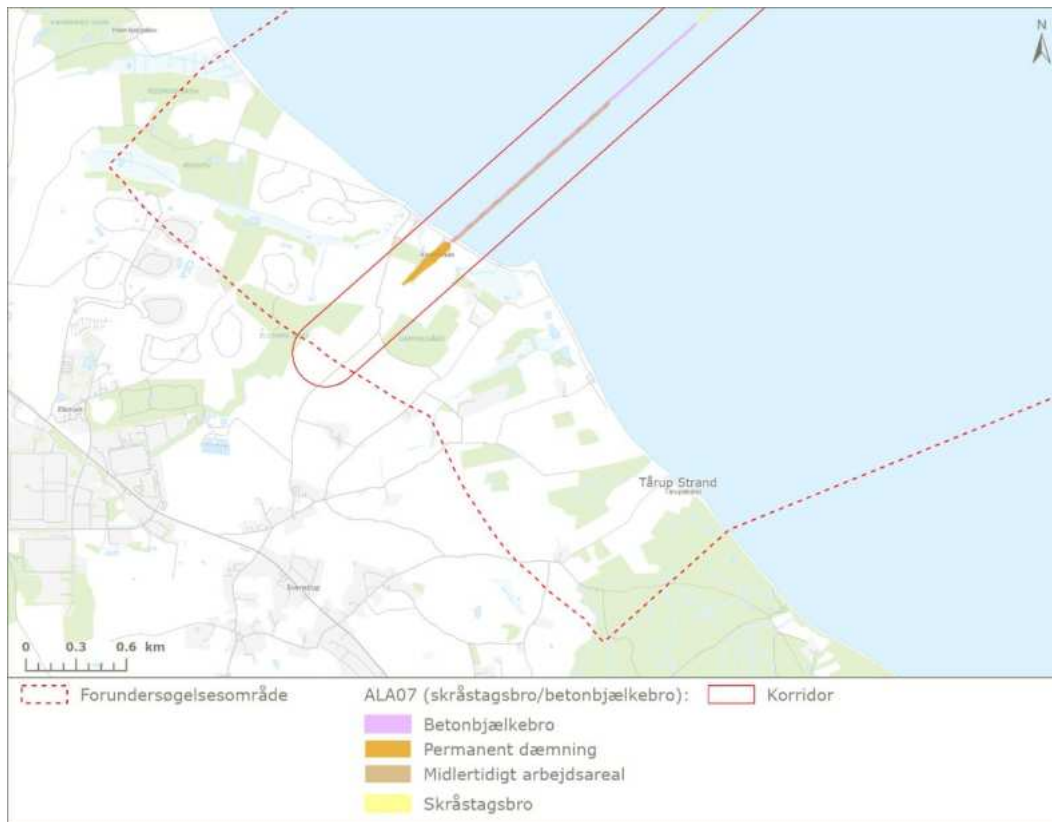 N
Tårup Strand
0 0.3 0.6 km
Forundersøgelsesområde
ALA07 (skråstagsbro/betonbjælkebro):
Korridor
Betonbjælkebro
Permanent dæmning
Midlertidigt arbejdsareal
Skråstagsbro